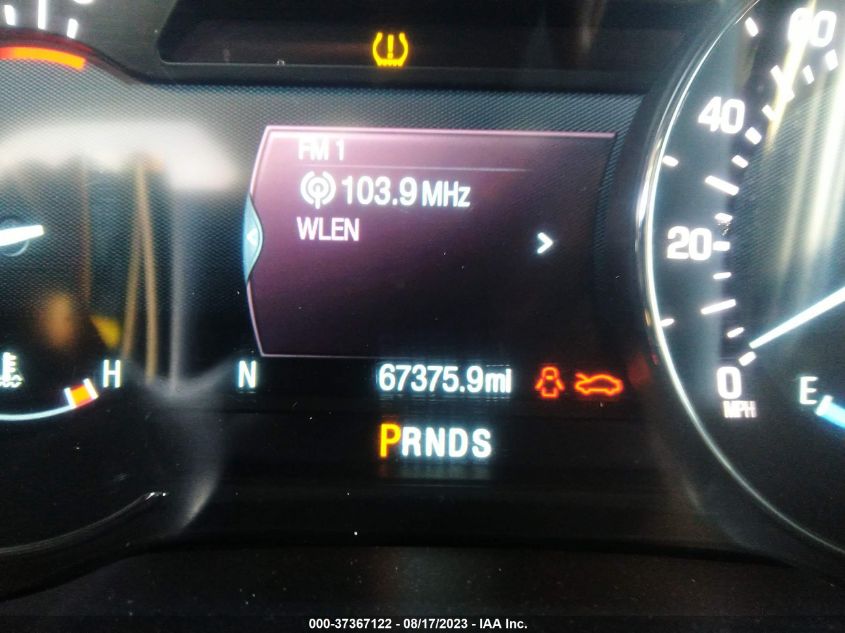 FM 1
103.9 MHz
WLEN
60
40
20
0
MPH
H
N
67375.9mi
E
PRNDS
000-37367122 - 08/17/2023 - IAA Inc.